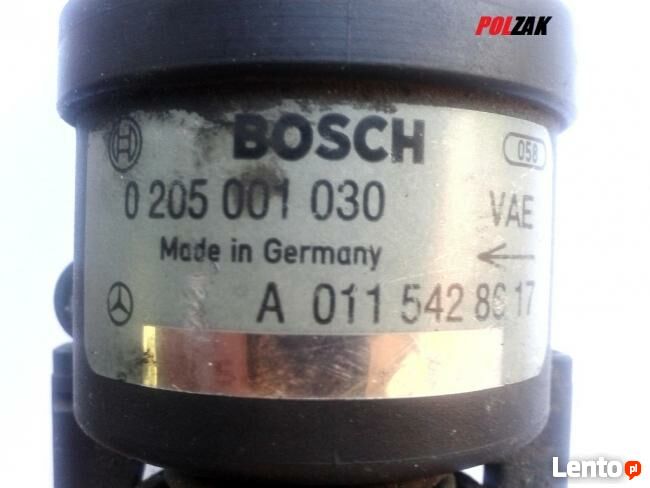 POLZAK
BOSCH
058
0 205 001 030
VAE
Made in Germany
A 011 542 86 17
Lento.pl